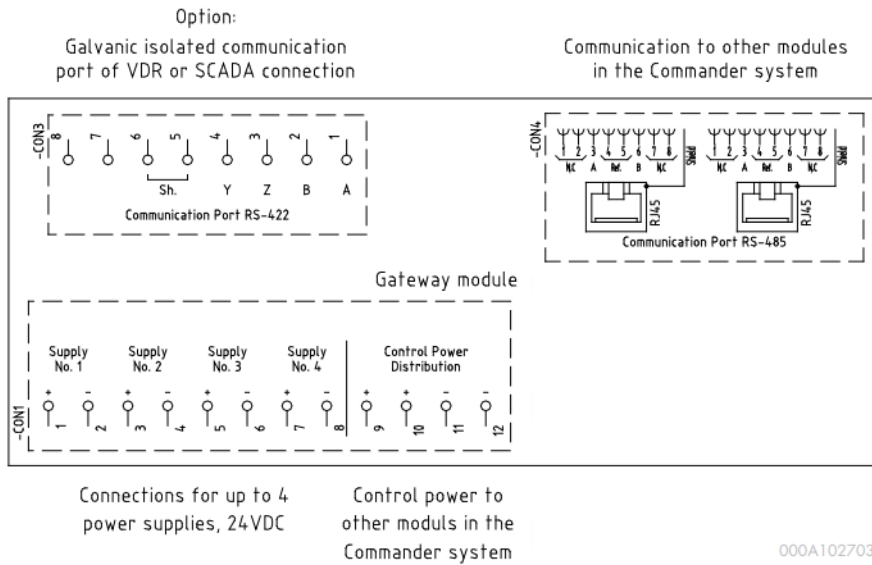 Option:
Galvanic isolated communication
port of VDR or SCADA connection
Communication to other modules
in the Commander system
-CON3
8 7 6 5 4 3 2 1
Sh. Y Z B A
Communication Port RS-422
-CON4
1 2 3 4 5 6 7 8 Shield
N.C A Ref. B N.C
RJ45
1 2 3 4 5 6 7 8 Shield
N.C A Ref. B N.C
RJ45
Communication Port RS-485
Gateway module
Supply
No. 1
Supply
No. 2
Supply
No. 3
Supply
No. 4
Control Power
Distribution
-CON1
+ - + - + - + - + + - -
1 2 3 4 5 6 7 8 9 10 11 12
Connections for up to 4
power supplies, 24VDC
Control power to
other moduls in the
Commander system
000A102703